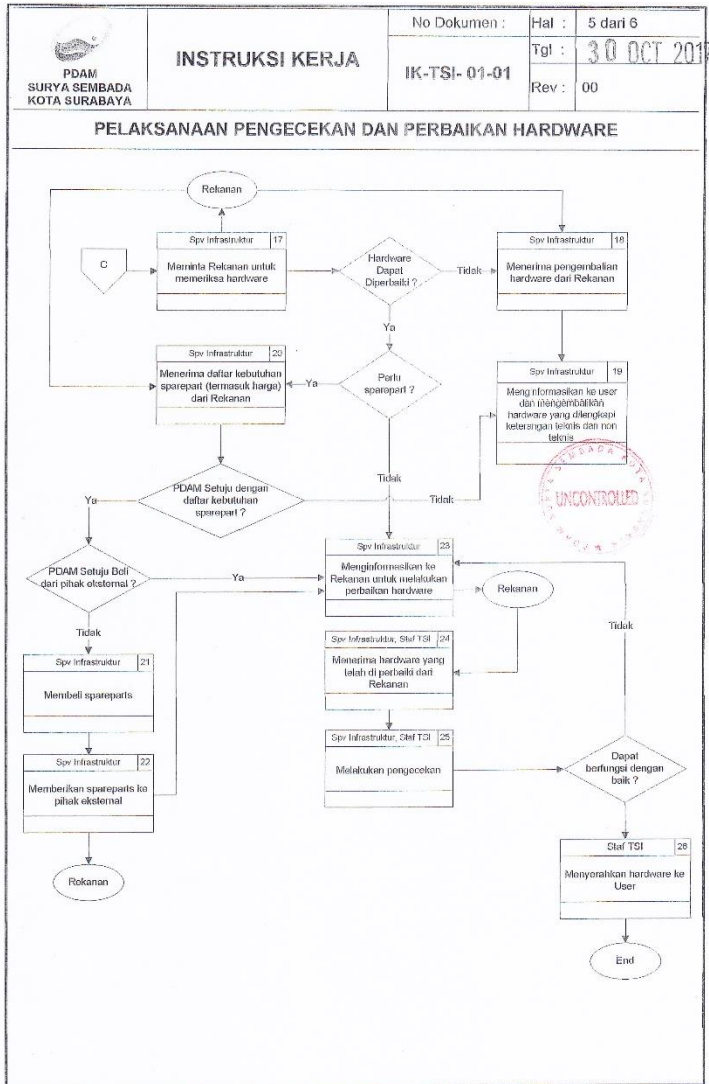 PDAM
SURYA SEMBADA
KOTA SURABAYA
INSTRUKSI KERJA
No Dokumen :
IK-TSI- 01-01
Hal : 5 dari 6
Tgl : 30 OCT 201
Rev : 00
PELAKSANAAN PENGECEKAN DAN PERBAIKAN HARDWARE
Rekanan
C
Spv Infrastruktur 17
Meminta Rekanan untuk
memeriksa hardware
Hardware
Dapat
Diperbaiki ?
Tidak
Spv Infrastruktur 18
Menerima pengembalian
hardware dari Rekanan
Ya
Spv Infrastruktur 20
Menerima daftar kebutuhan
sparepart (termasuk harga)
dari Rekanan
Ya
Perlu
sparepart ?
Spv Infrastruktur 19
Menginformasikan ke user
dan mengembalikan
hardware yang dilengkapi
keterangan teknis dan non
teknis
SEMBADA KOTA
UNCONTROLLED
Tidak
Ya
PDAM Setuju dengan
daftar kebutuhan
sparepart ?
Tidak
PDAM Setuju Beli
dari pihak eksternal ?
Ya
Spv Infrastruktur 23
Menginformasikan ke
Rekanan untuk melakukan
perbaikan hardware
Rekanan
Tidak
Tidak
Spv Infrastruktur 21
Membeli spareparts
Spv Infrastruktur, Staf TSI 24
Menerima hardware yang
telah di perbaiki dari
Rekanan
Spv Infrastruktur 22
Memberikan spareparts ke
pihak eksternal
Spv Infrastruktur, Staf TSI 25
Melakukan pengecekan
Dapat
berfungsi dengan
baik ?
Rekanan
Staf TSI 26
Menyerahkan hardware ke
User
End